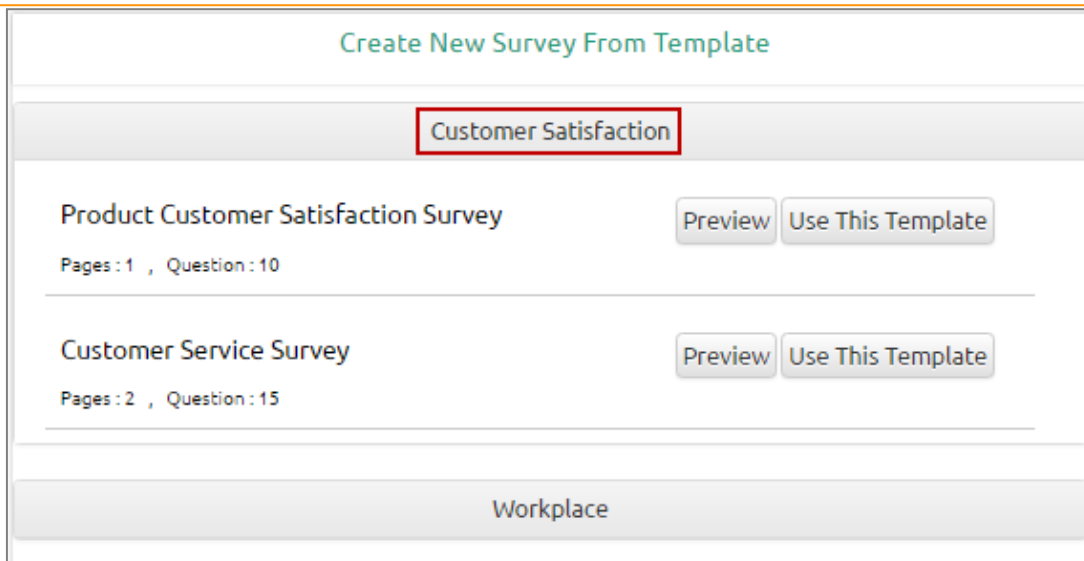 Create New Survey From Template
Customer Satisfaction
Product Customer Satisfaction Survey
Preview
Use This Template
Pages : 1 , Question : 10
Customer Service Survey
Preview
Use This Template
Pages : 2 , Question : 15
Workplace